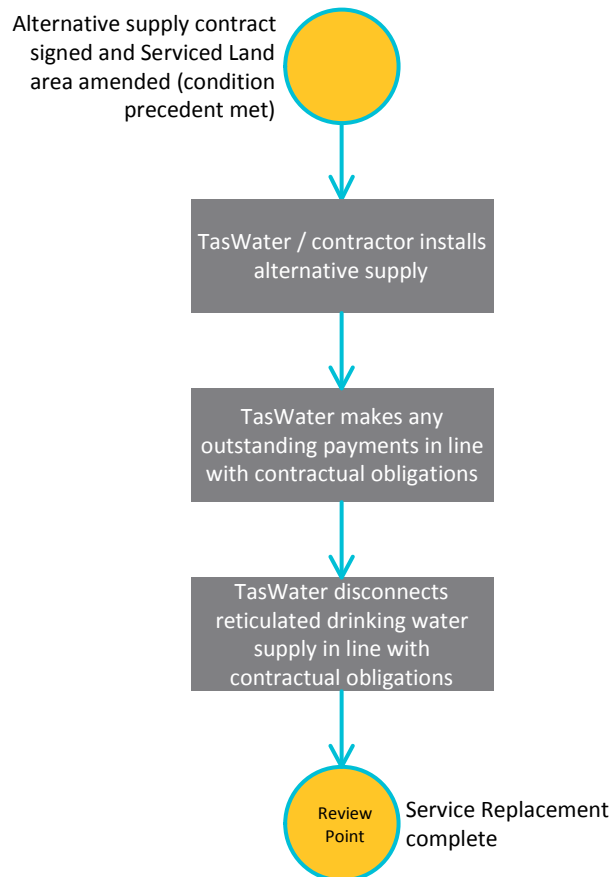 Alternative supply contract
signed and Serviced Land
area amended (condition
precedent met)
TasWater / contractor installs
alternative supply
TasWater makes any
outstanding payments in line
with contractual obligations
TasWater disconnects
reticulated drinking water
supply in line with
contractual obligations
Review
Point
Service Replacement
complete